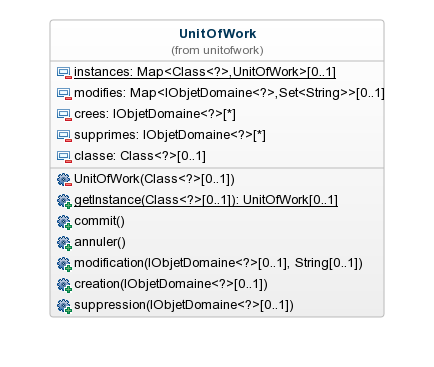 UnitOfWork
(from unitofwork)
instances: Map<Class<?>,UnitOfWork>[0..1]
modifies: Map<IObjetDomaine<?>,Set<String>>[0..1]
crees: IObjetDomaine<?>[*]
supprimes: IObjetDomaine<?>[*]
classe: Class<?>[0..1]
UnitOfWork(Class<?>[0..1])
getInstance(Class<?>[0..1]): UnitOfWork[0..1]
commit()
annuler()
modification(IObjetDomaine<?>[0..1], String[0..1])
creation(IObjetDomaine<?>[0..1])
suppression(IObjetDomaine<?>[0..1])